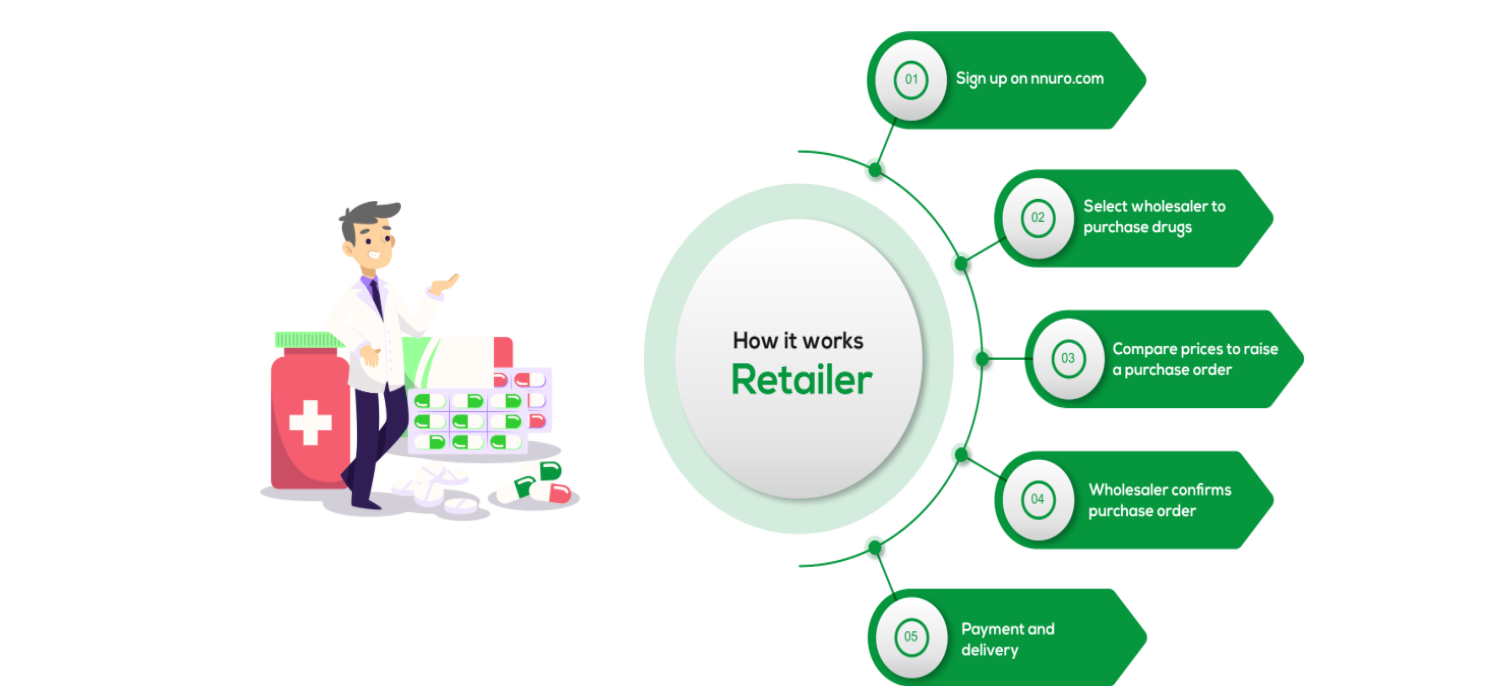 01
Sign up on nnuro.com
02
Select wholesaler to
purchase drugs
How it works
Retailer
03
Compare prices to raise
a purchase order
04
Wholesaler confirms
purchase order
05
Payment and
delivery